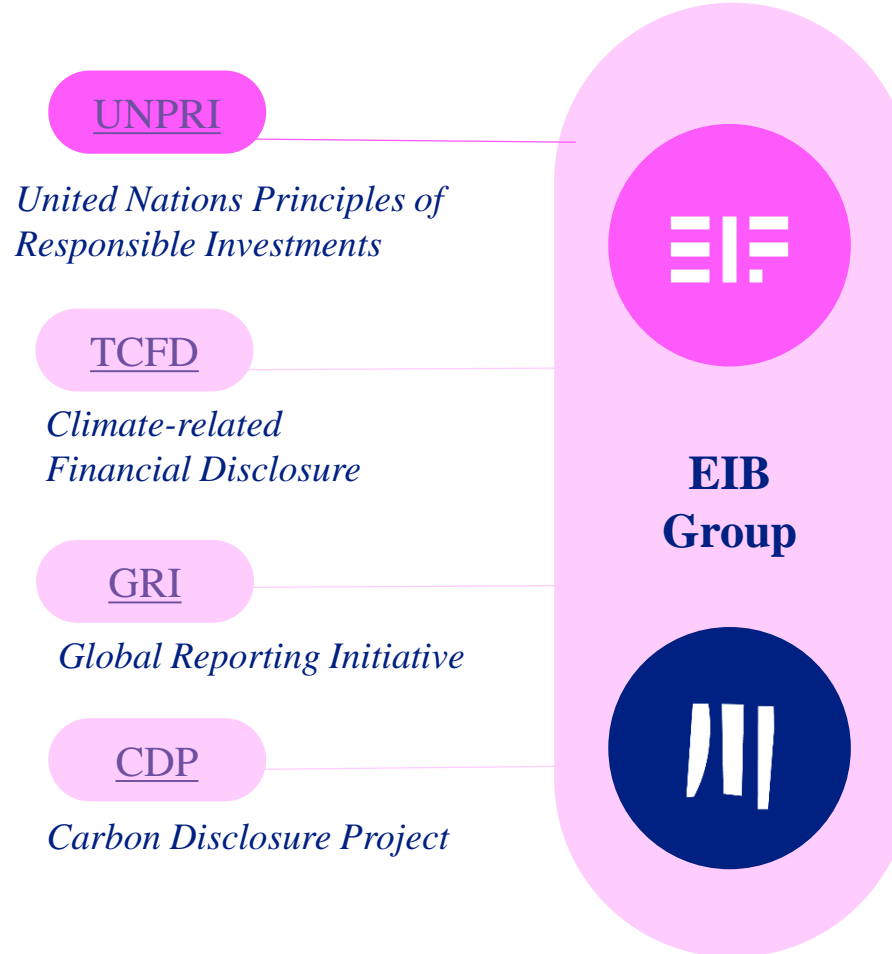 UNPRI
United Nations Principles of
Responsible Investments
TCFD
Climate-related
Financial Disclosure
GRI
Global Reporting Initiative
CDP
Carbon Disclosure Project
EIF
EIB
Group